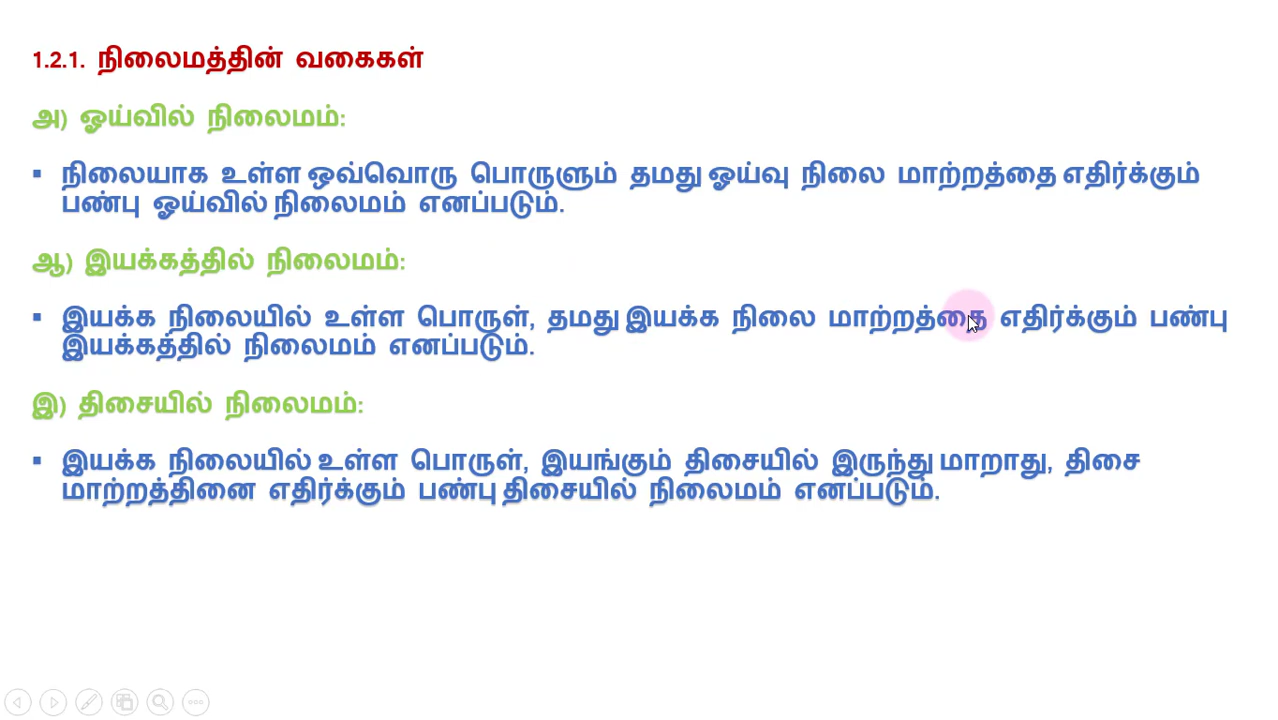 1.2.1. நிலைமத்தின் வகைகள்
அ) ஓய்வில் நிலைமம்:
▪ நிலையாக உள்ள ஒவ்வொரு பொருளும் தமது ஓய்வு நிலை மாற்றத்தை எதிர்க்கும்
பண்பு ஓய்வில் நிலைமம் எனப்படும்.
ஆ) இயக்கத்தில் நிலைமம்:
▪ இயக்க நிலையில் உள்ள பொருள், தமது இயக்க நிலை மாற்றத்தை எதிர்க்கும் பண்பு
இயக்கத்தில் நிலைமம் எனப்படும்.
இ) திசையில் நிலைமம்:
▪ இயக்க நிலையில் உள்ள பொருள், இயங்கும் திசையில் இருந்து மாறாது, திசை
மாற்றத்தினை எதிர்க்கும் பண்பு திசையில் நிலைமம் எனப்படும்.